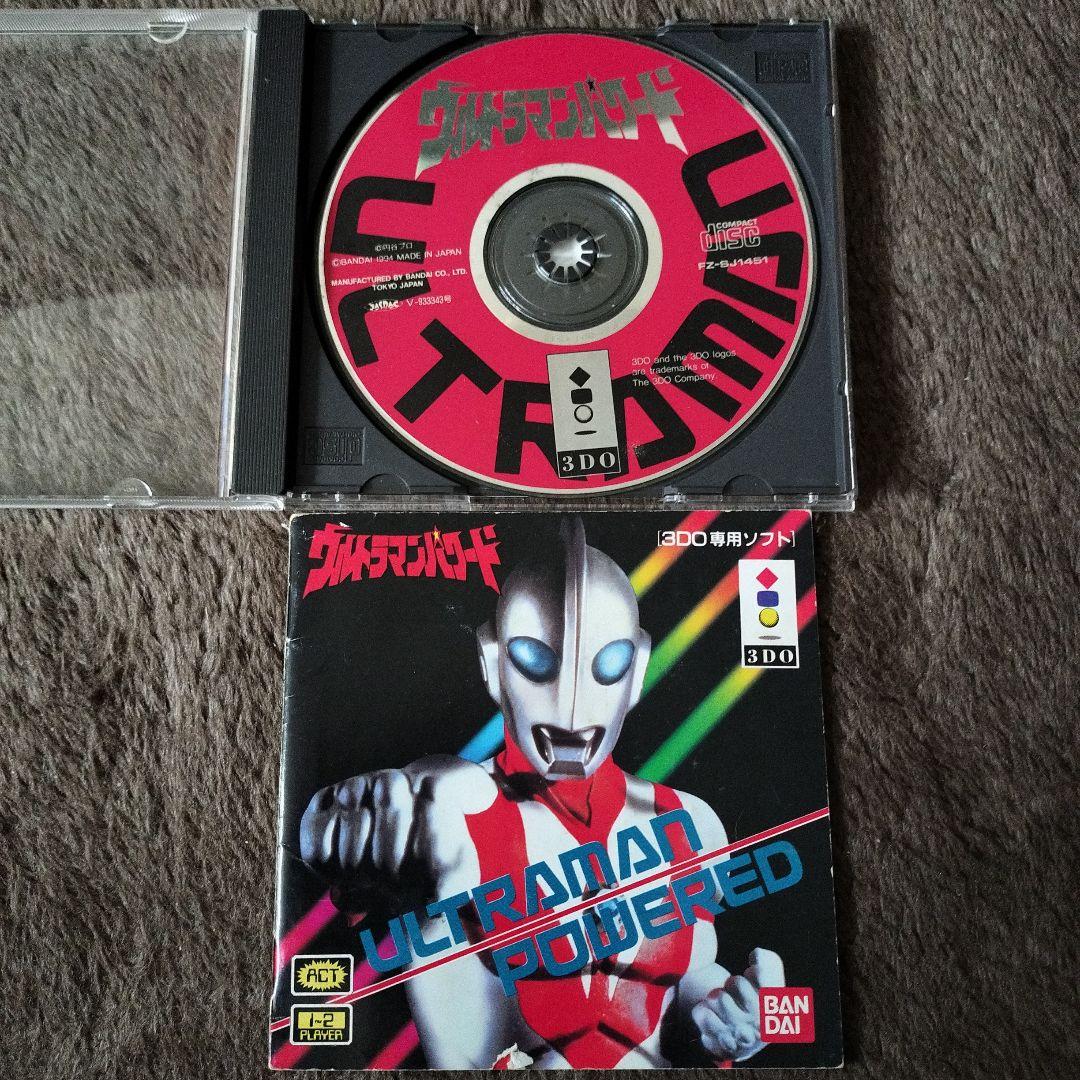 ウルトラマンパワード
ULTRAMAN
USA
COMPACT
disc
FZ-SJ1451
©円谷プロ
©BANDAI 1994 MADE IN JAPAN
MANUFACTURED BY BANDAI CO., LTD.
TOKYO JAPAN
V-933343号
3DO and the 3DO logos
are trademarks of
The 3DO Company.
3DO
ウルトラマンパワード
[3DO専用ソフト]
3DO
ULTRAMAN
POWERED
ACT
1~2
PLAYER
BAN
DAI